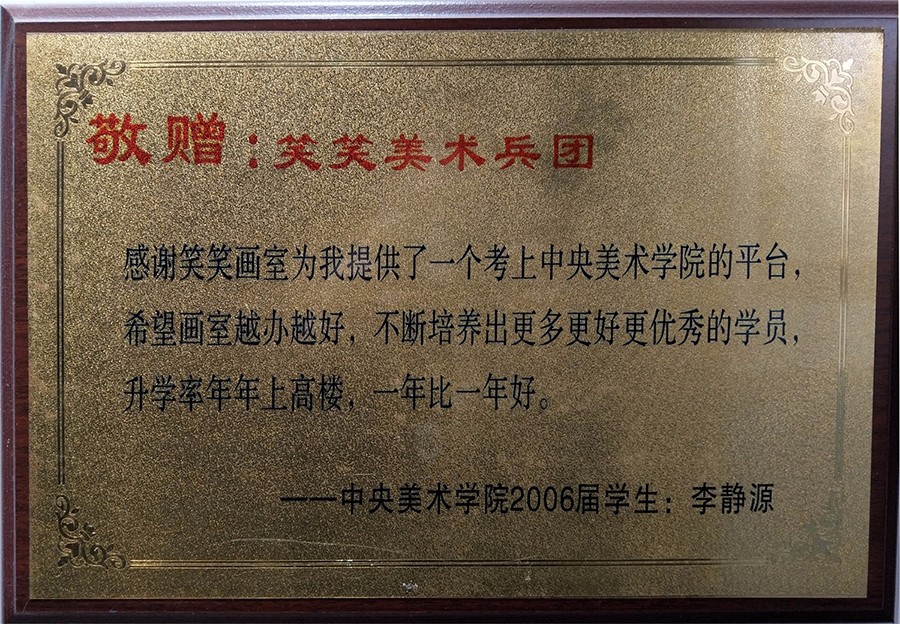 敬赠：笑笑美术兵团
感谢笑笑画室为我提供了一个考上中央美术学院的平台，
希望画室越办越好，不断培养出更多更好更优秀的学员，
升学率年年上高楼，一年比一年好。
——中央美术学院2006届学生：李静源